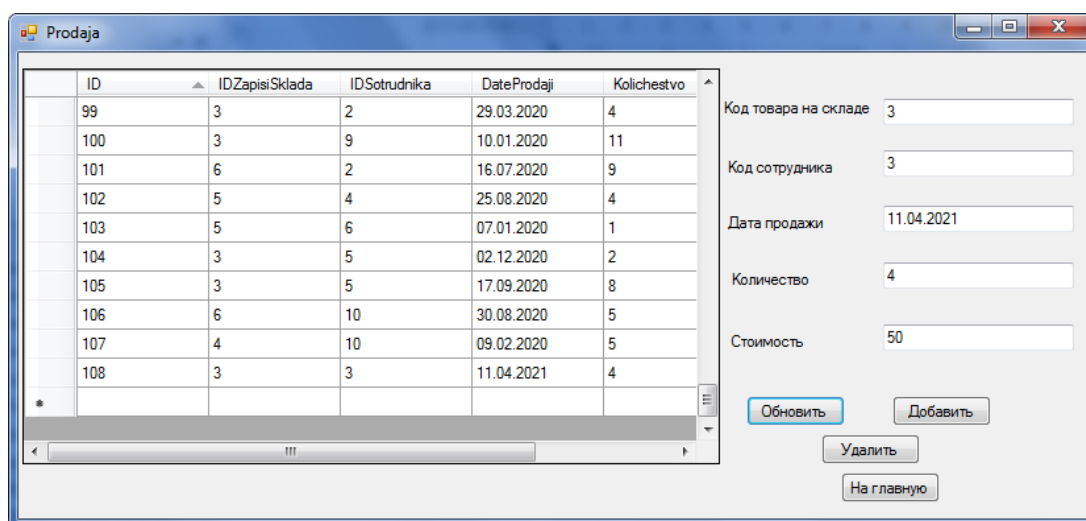 Prodaja
ID IDZapisiSklada IDSotrudnika DateProdaji Kolichestvo
99 3 2 29.03.2020 4
100 3 9 10.01.2020 11
101 6 2 16.07.2020 9
102 5 4 25.08.2020 4
103 5 6 07.01.2020 1
104 3 5 02.12.2020 2
105 3 5 17.09.2020 8
106 6 10 30.08.2020 5
107 4 10 09.02.2020 5
108 3 3 11.04.2021 4
Код товара на складе 3
Код сотрудника 3
Дата продажи 11.04.2021
Количество 4
Стоимость 50
Обновить Добавить
Удалить
На главную